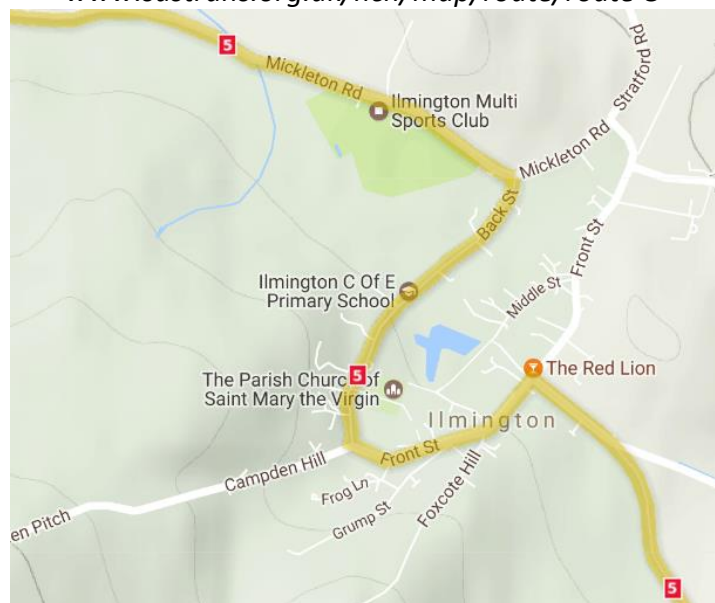 5
Mickleton Rd
Ilmington Multi
Sports Club
Stratford Rd
Mickleton Rd
Back St
Front St
Ilmington C Of E
Primary School
Middle St
5
The Red Lion
The Parish Church of
Saint Mary the Virgin
Ilmington
Front St
Campden Hill
Frog Ln
Grump St
Foxcote Hill
en Pitch
5